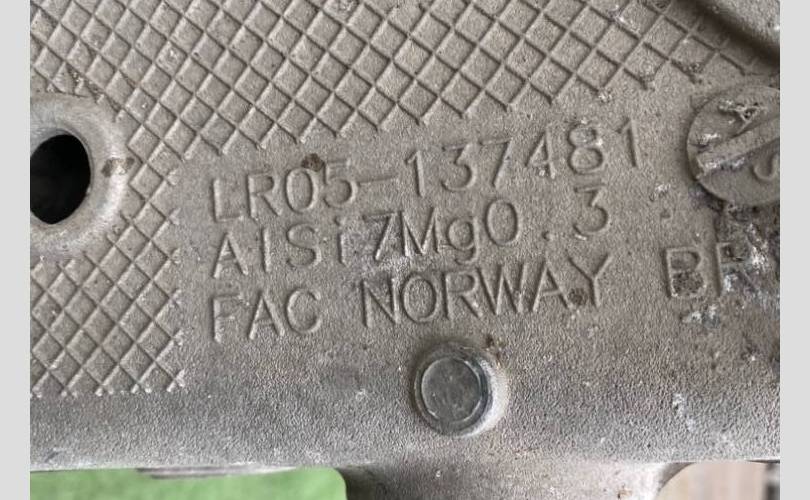 LR05-137481
AlSi7Mg0.3
FAC NORWAY